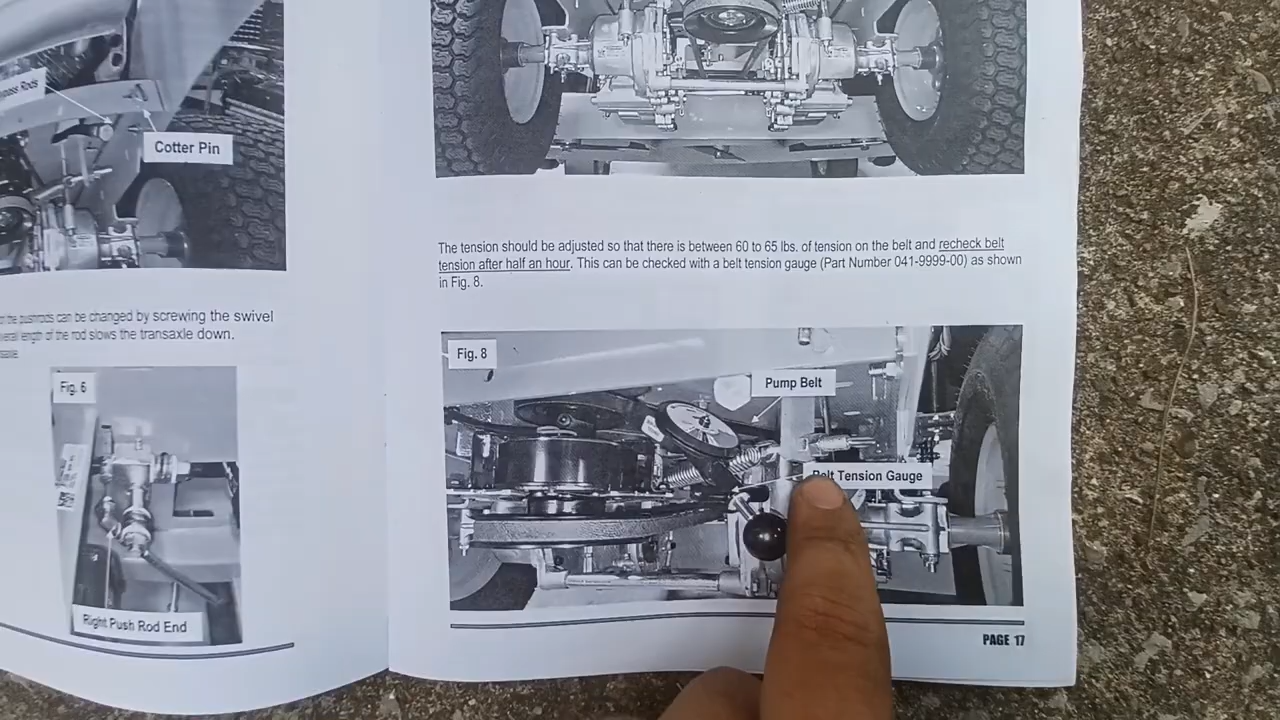 Rods
Cotter Pin
the pushrods can be changed by screwing the swivel
length of the rod slows the transaxle down.
Fig. 6
Right Push Rod End
The tension should be adjusted so that there is between 60 to 65 lbs. of tension on the belt and recheck belt
tension after half an hour. This can be checked with a belt tension gauge (Part Number 041-9999-00) as shown
in Fig. 8.
Fig. 8
Pump Belt
Belt Tension Gauge
PAGE 17